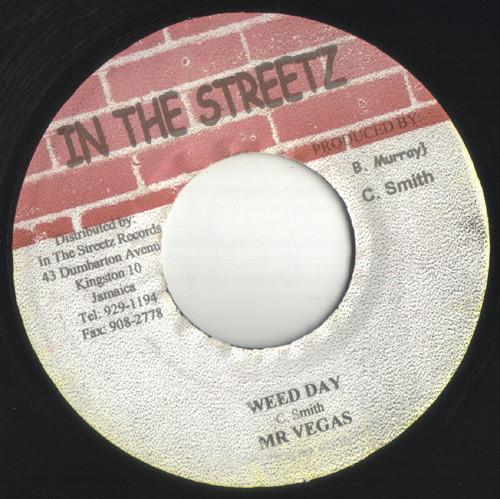 IN THE STREETZ
PRODUCED BY:
B. Murray}
C. Smith
Distributed by:
In The Streetz Records
43 Dumbarton Avenu
Kingston 10
Jamaica
Tel: 929-1194
Fax: 908-2778
WEED DAY
C. Smith
MR VEGAS